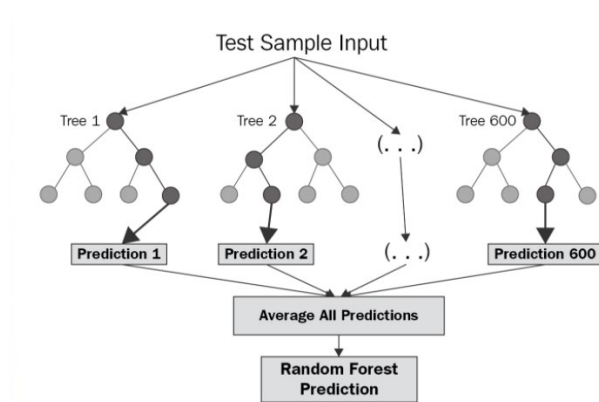 Test Sample Input
Tree 1
Tree 2
Tree 600
(. . .)
Prediction 1
Prediction 2
(. . .)
Prediction 600
Average All Predictions
Random Forest
Prediction